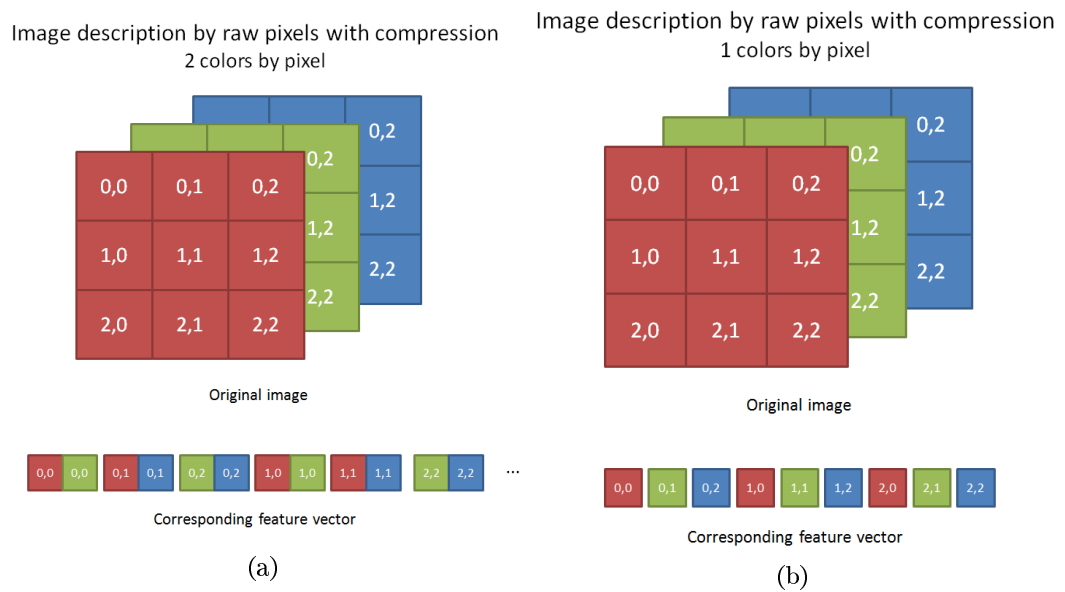 Image description by raw pixels with compression
2 colors by pixel
0,2
0,2
0,0 0,1 0,2
1,2
1,2
1,0 1,1 1,2
2,2
2,2
2,0 2,1 2,2
Original image
0,0 0,0 0,1 0,1 0,2 0,2 1,0 1,0 1,1 1,1 2,2 2,2 ...
Corresponding feature vector
(a)
Image description by raw pixels with compression
1 colors by pixel
0,2
0,2
0,0 0,1 0,2
1,2
1,2
1,0 1,1 1,2
2,2
2,2
2,0 2,1 2,2
Original image
0,0 0,1 0,2 1,0 1,1 1,2 2,0 2,1 2,2
Corresponding feature vector
(b)